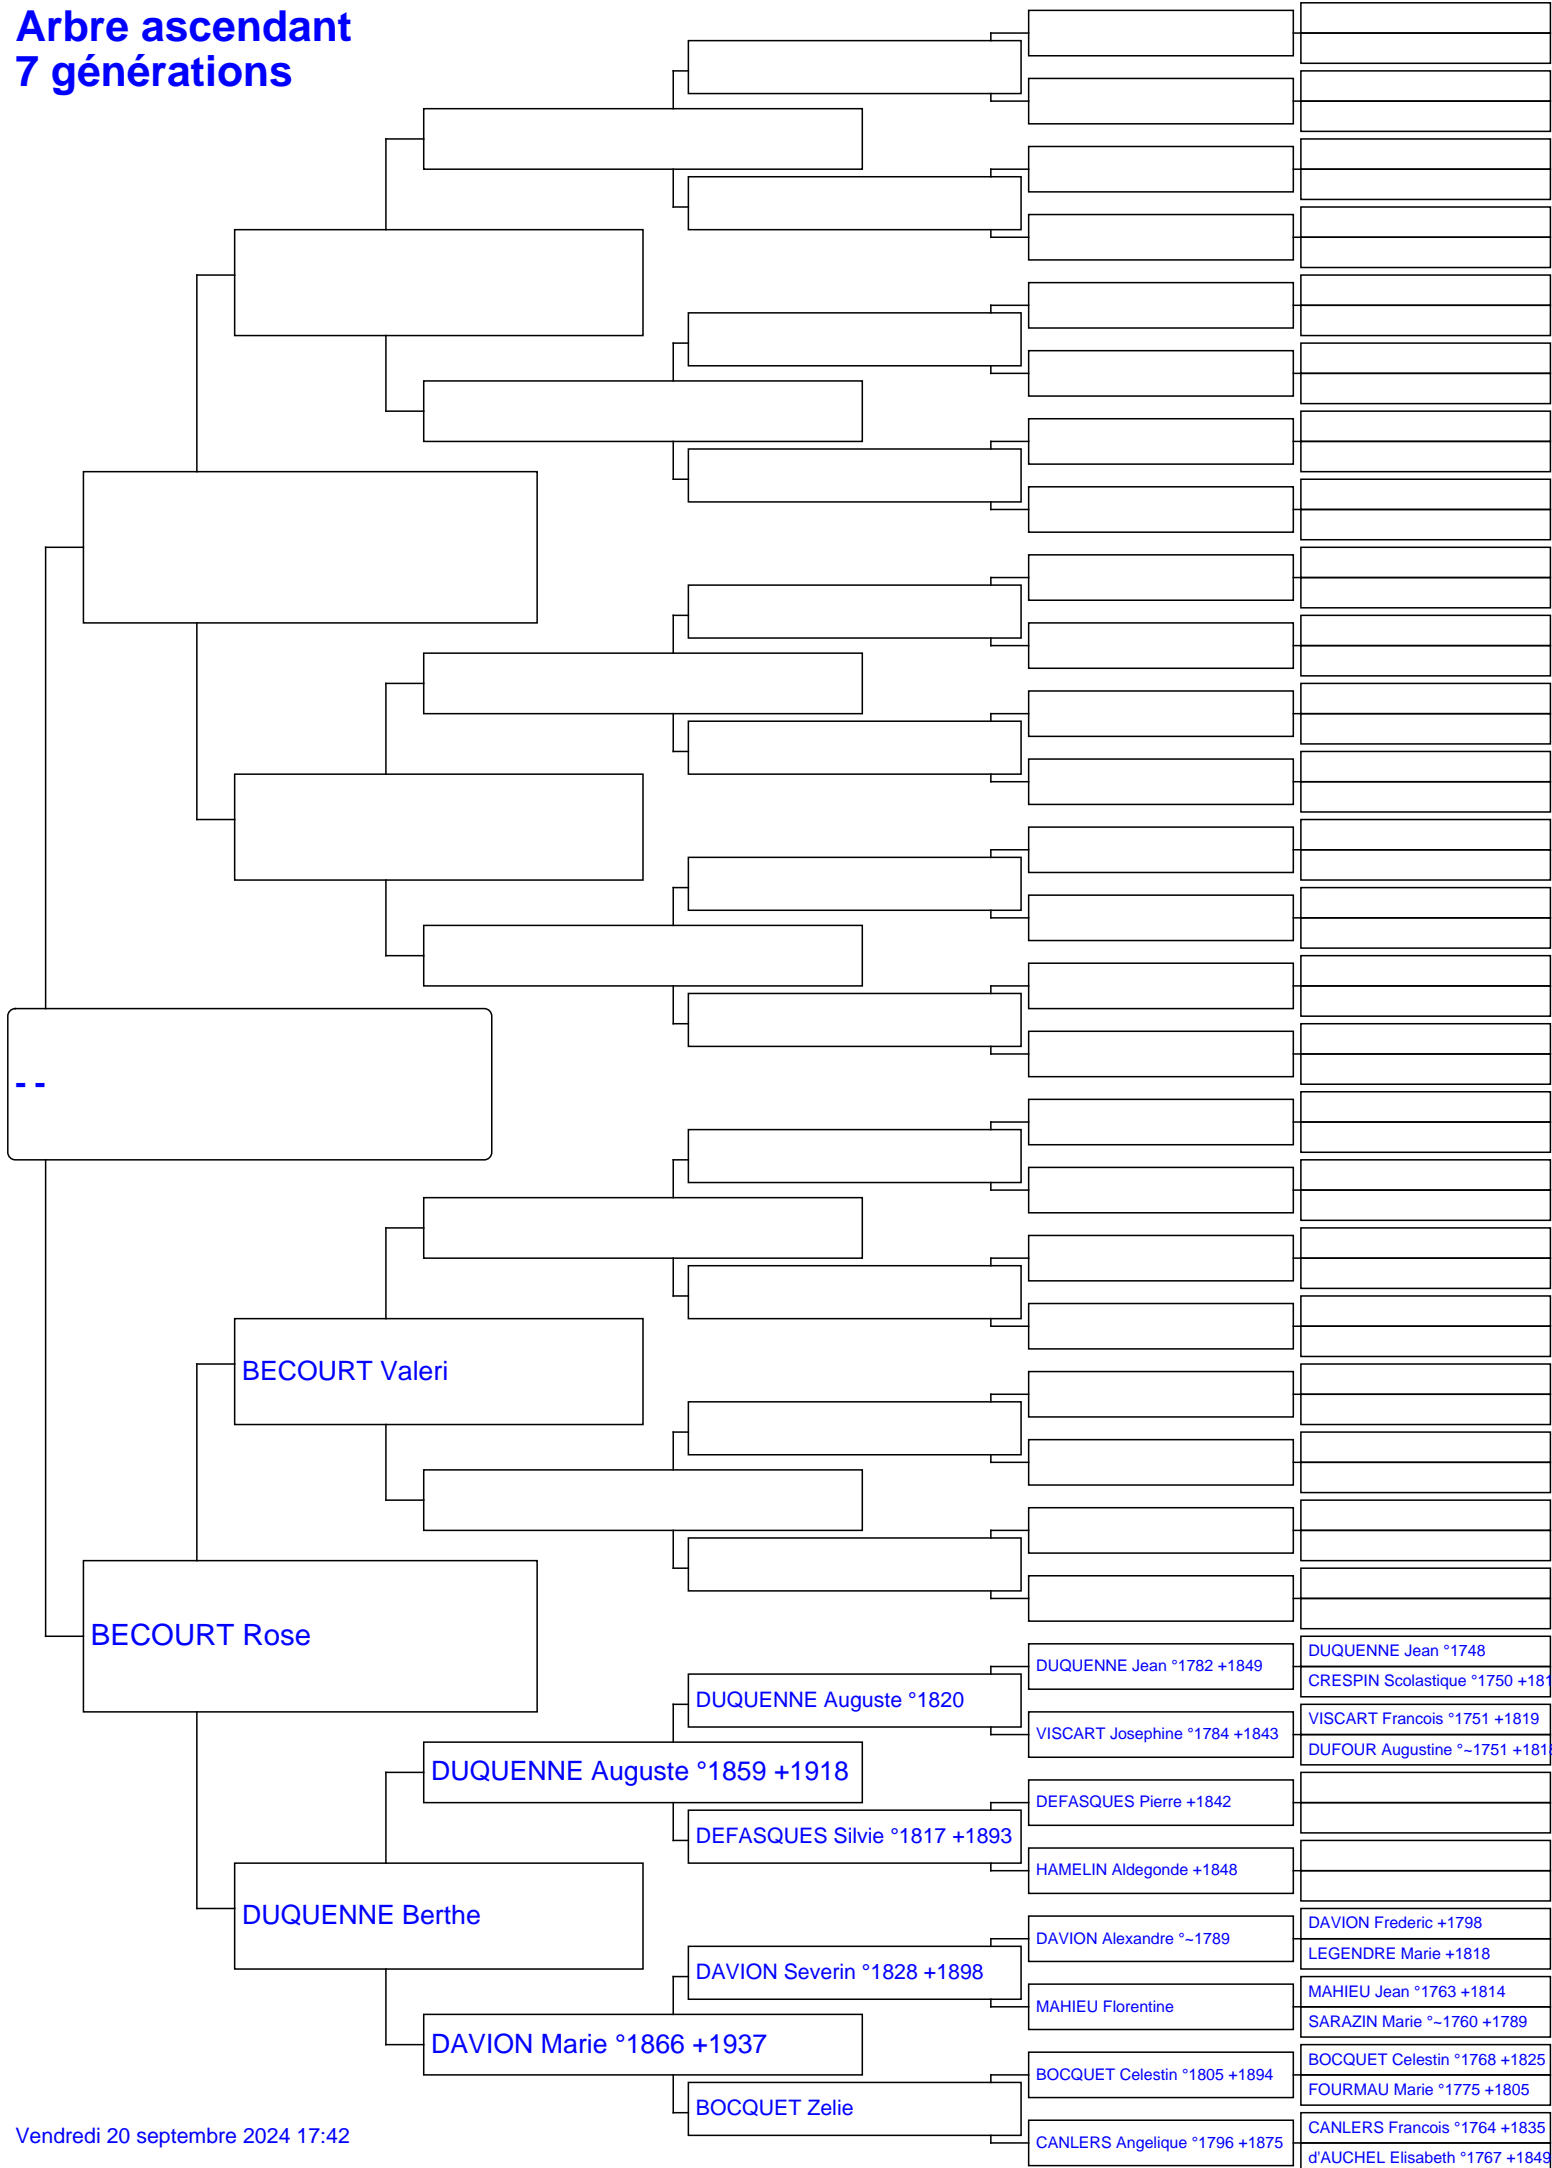 Arbre ascendant
7 générations
- -
BECOURT Valeri
BECOURT Rose
DUQUENNE Jean °1748
DUQUENNE Jean °1782 +1849
CRESPIN Scolastique °1750
DUQUENNE Auguste °1820
VISCART Francois °1751 +1819
VISCART Josephine °1784 +1843
DUFOUR Augustine °~1751 +1818
DUQUENNE Auguste °1859 +1918
DEFASQUES Pierre +1842
DEFASQUES Silvie °1817 +1893
HAMELIN Aldegonde +1848
DUQUENNE Berthe
DAVION Frederic +1798
DAVION Alexandre °~1789
LEGENDRE Marie +1818
DAVION Severin °1828 +1898
MAHIEU Jean °1763 +1814
MAHIEU Florentine
SARAZIN Marie °~1760 +1789
DAVION Marie °1866 +1937
BOCQUET Celestin °1768 +1825
BOCQUET Celestin °1805 +1894
FOURMAU Marie °1775 +1805
BOCQUET Zelie
CANLERS Francois °1764 +1835
CANLERS Angelique °1796 +1875
d'AUCHEL Elisabeth °1767 +1849
Vendredi 20 septembre 2024 17:42